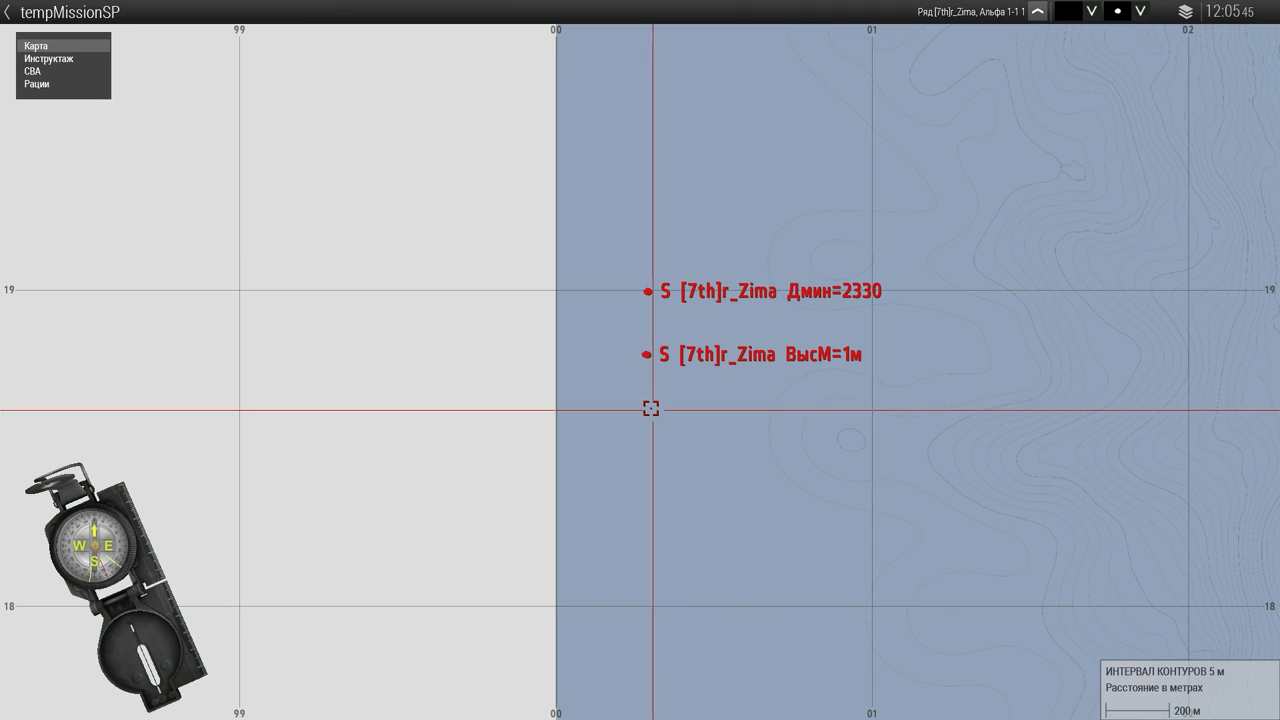 tempMissionSP
Ряд [7th]r_Zima, Альфа 1-1 1
12:05 45
99 00 01 02
Карта
Инструктаж
СВА
Рации
19 19
S [7th]r_Zima Дмин=2330
S [7th]r_Zima ВысМ=1м
W E
S
18 18
ИНТЕРВАЛ КОНТУРОВ 5 м
Расстояние в метрах
200 м
99 00 01